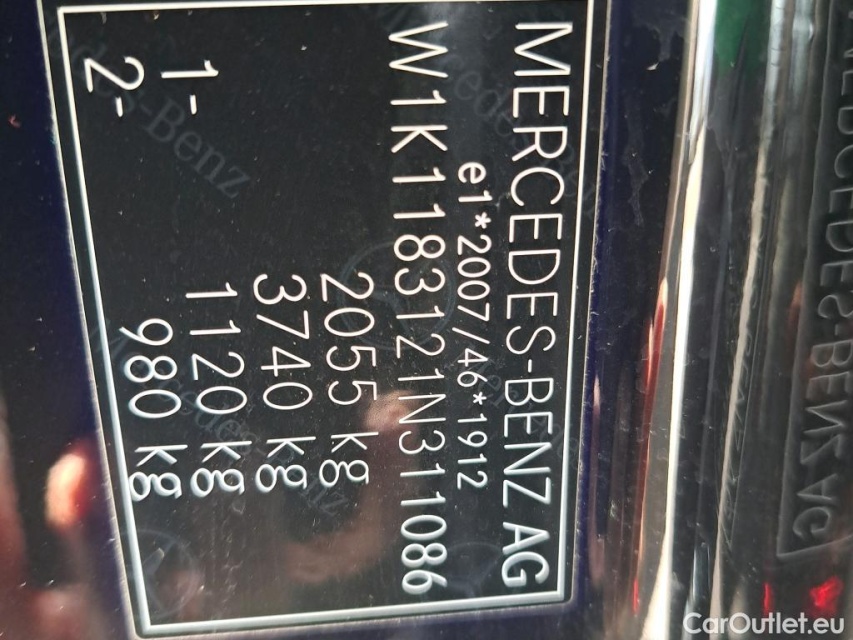 MERCEDES-BENZ AG
e1*2007/46*1912
W1K1183121N311086
2055 kg
3740 kg
1- 1120 kg
2- 980 kg
CarOutlet.eu